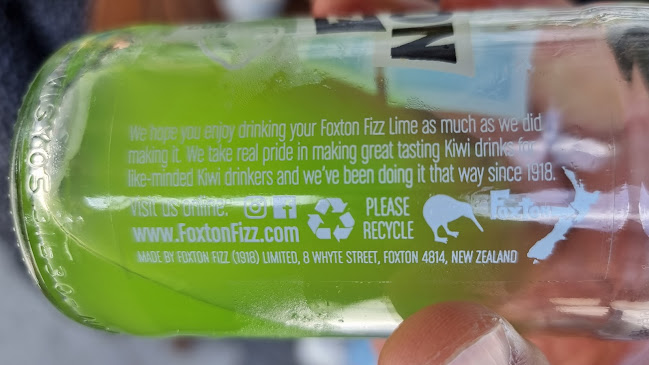 We hope you enjoy drinking your Foxton Fizz Lime as much as we did
making it. We take real pride in making great tasting Kiwi drinks for
like-minded Kiwi drinkers and we've been doing it that way since 1918.
Visit us online:
www.FoxtonFizz.com
PLEASE
RECYCLE
Foxton
MADE BY FOXTON FIZZ (1918) LIMITED, 8 WHYTE STREET, FOXTON 4814, NEW ZEALAND